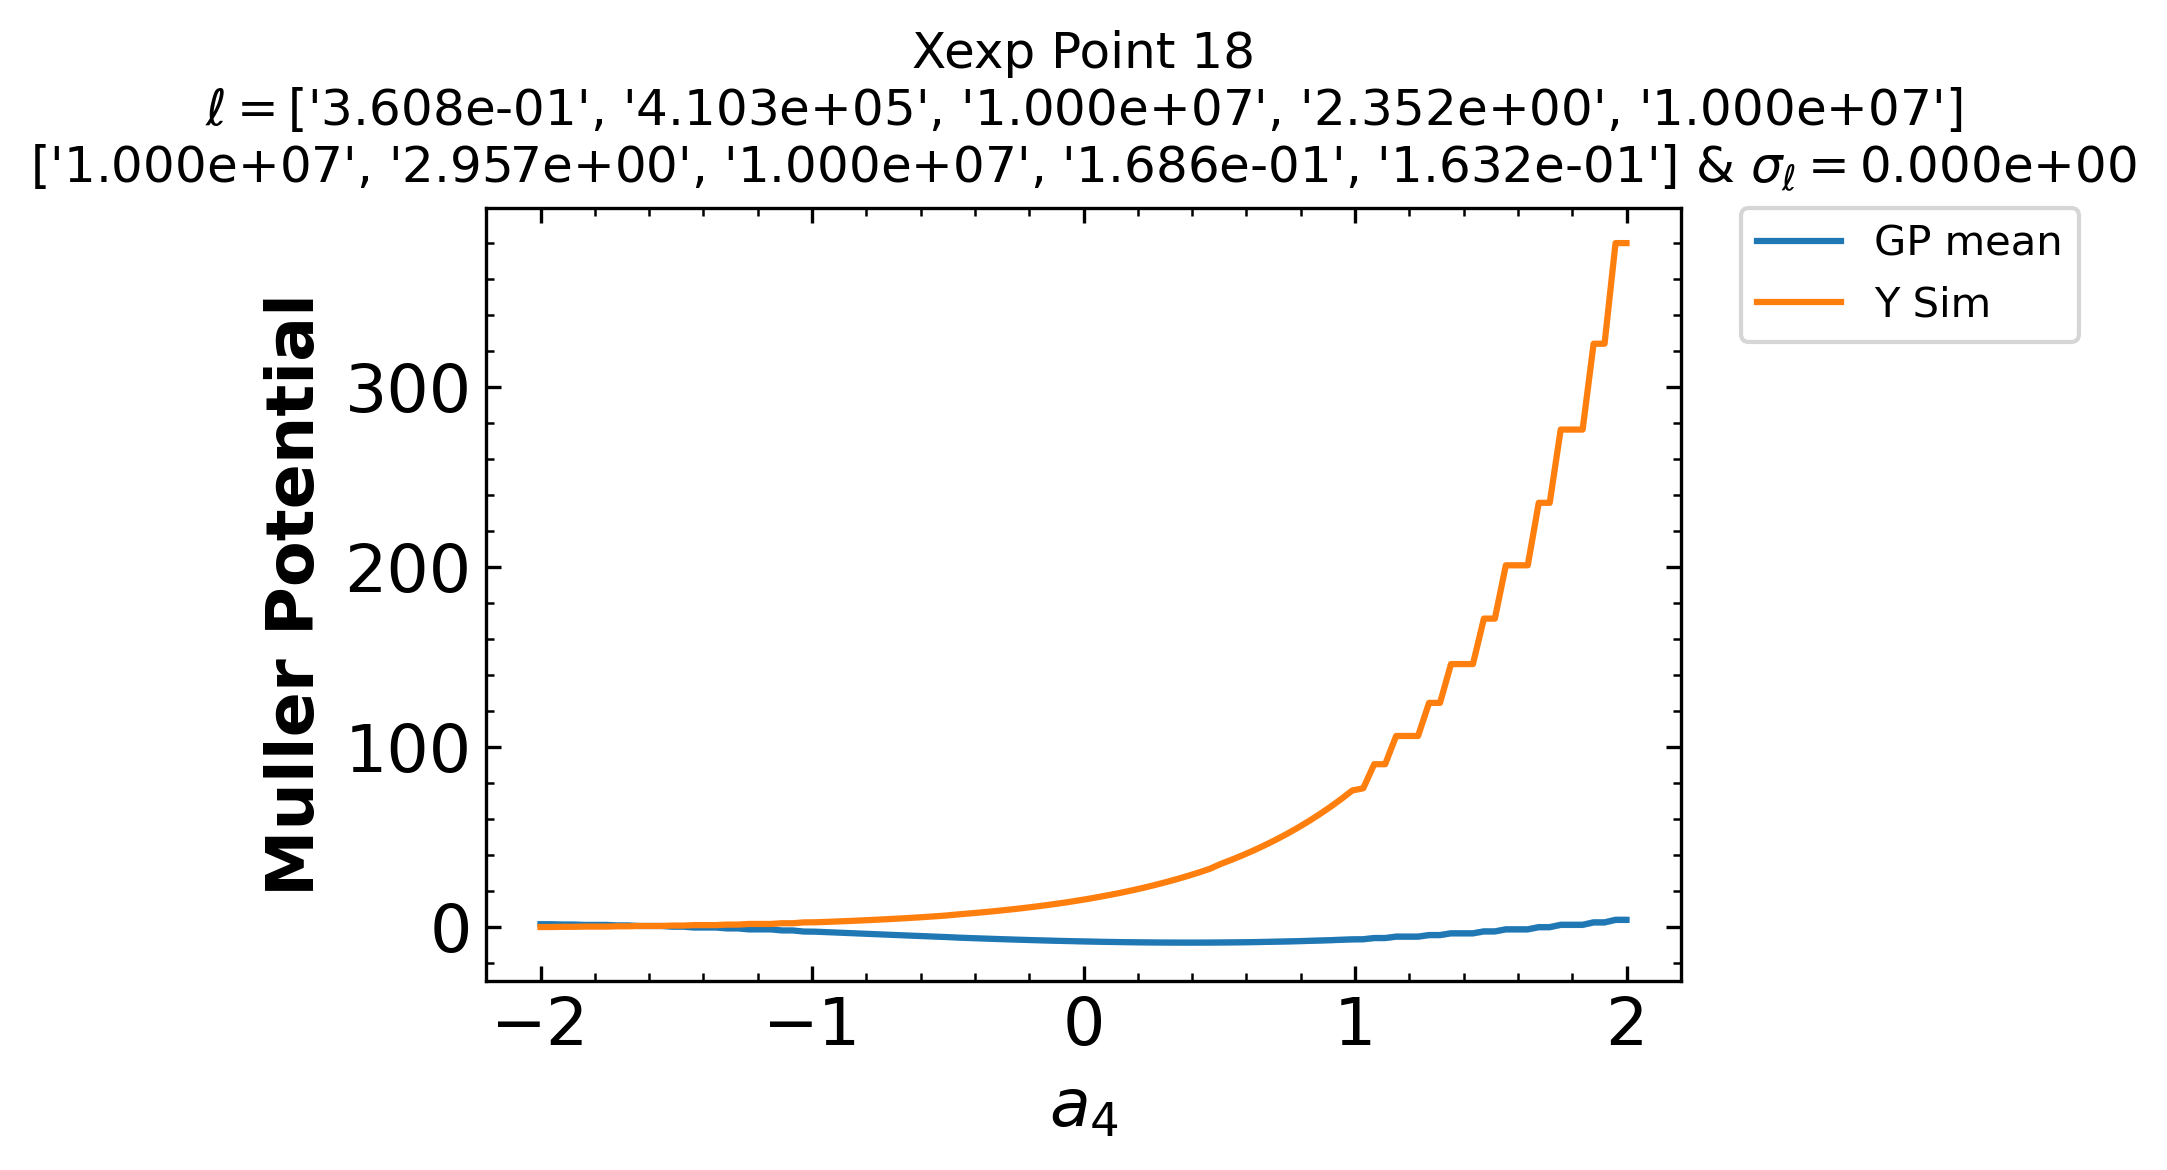 Xexp Point 18
ℓ = ['3.608e-01', '4.103e+05', '1.000e+07', '2.352e+00', '1.000e+07']
['1.000e+07', '2.957e+00', '1.000e+07', '1.686e-01', '1.632e-01'] & σℓ = 0.000e+00
GP mean
Y Sim
Muller Potential
300
200
100
0
−2
−1
0
1
2
a₄